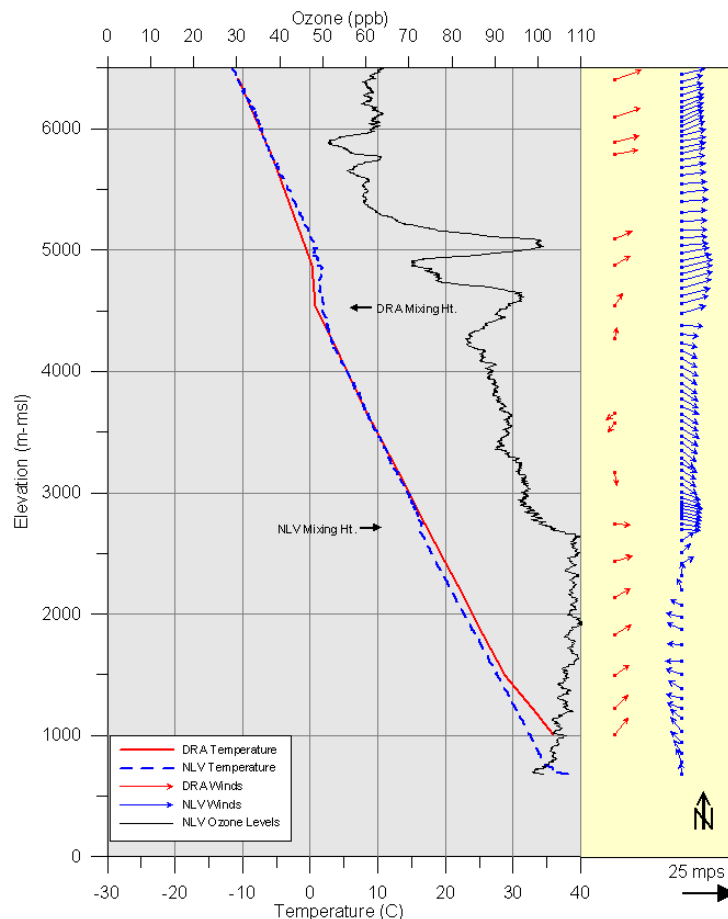 Ozone (ppb)
0 10 20 30 40 50 60 70 80 90 100 110
6000
5000
DRA Mixing Ht.
4000
Elevation (m-msl)
3000
NLV Mixing Ht.
2000
1000
DRA Temperature
NLV Temperature
DRA Winds
NLV Winds
NLV Ozone Levels
N
0
25 mps
-30 -20 -10 0 10 20 30 40
Temperature (C)